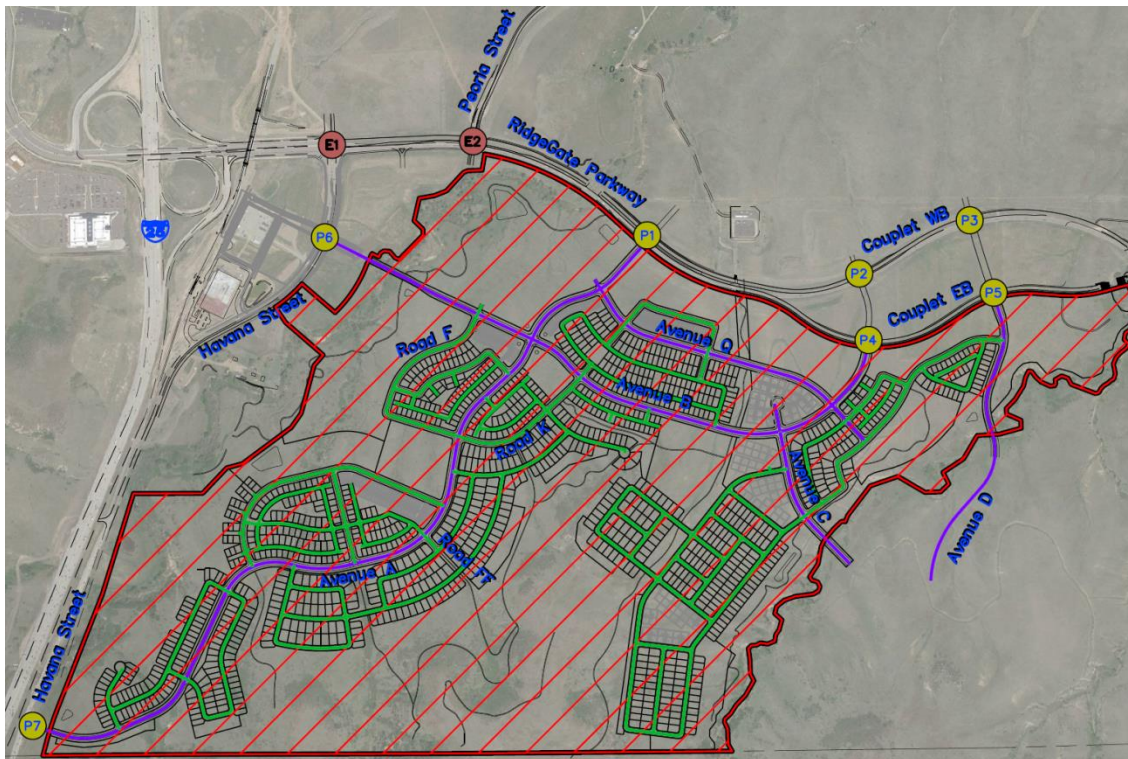 Peoria Street
E1
E2
RidgeGate Parkway
P6
P1
P3
Couplet WB
P2
Couplet EB
P5
Havana Street
P4
Road F
Avenue Q
Avenue B
Road K
Avenue C
Avenue D
Road FF
Avenue A
Havana Street
P7